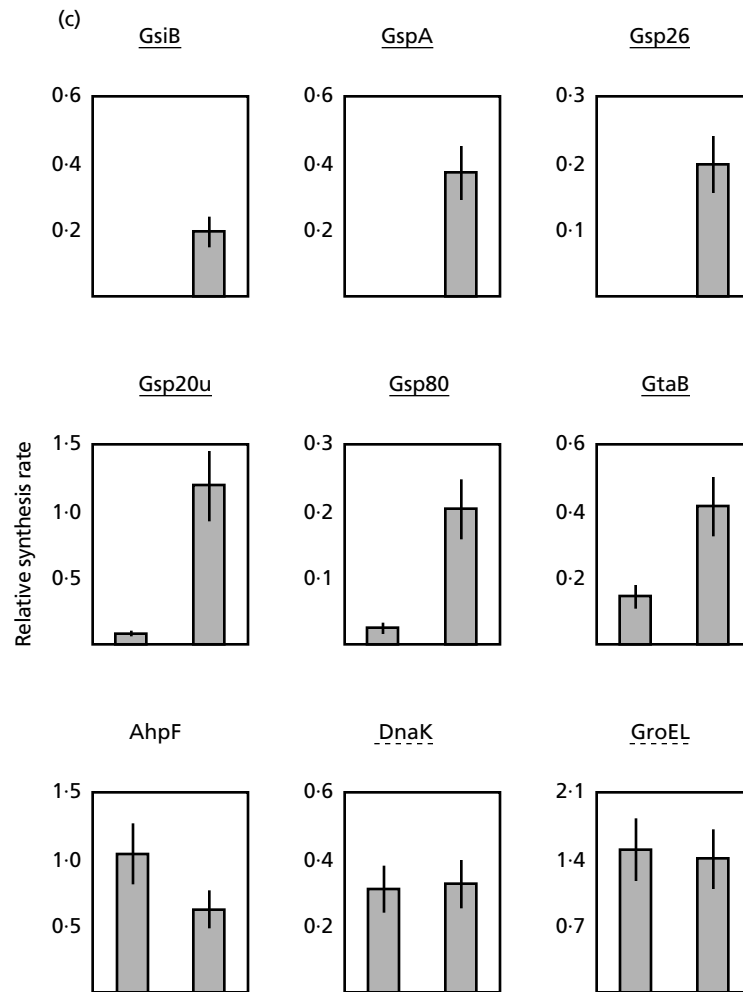 (c)
GsiB GspA Gsp26
0·6 0·6 0·3
0·4 0·4 0·2
0·2 0·2 0·1
Gsp20u Gsp80 GtaB
1·5 0·3 0·6
1·0 0·2 0·4
0·5 0·1 0·2
Relative synthesis rate
AhpF DnaK GroEL
1·5 0·6 2·1
1·0 0·4 1·4
0·5 0·2 0·7